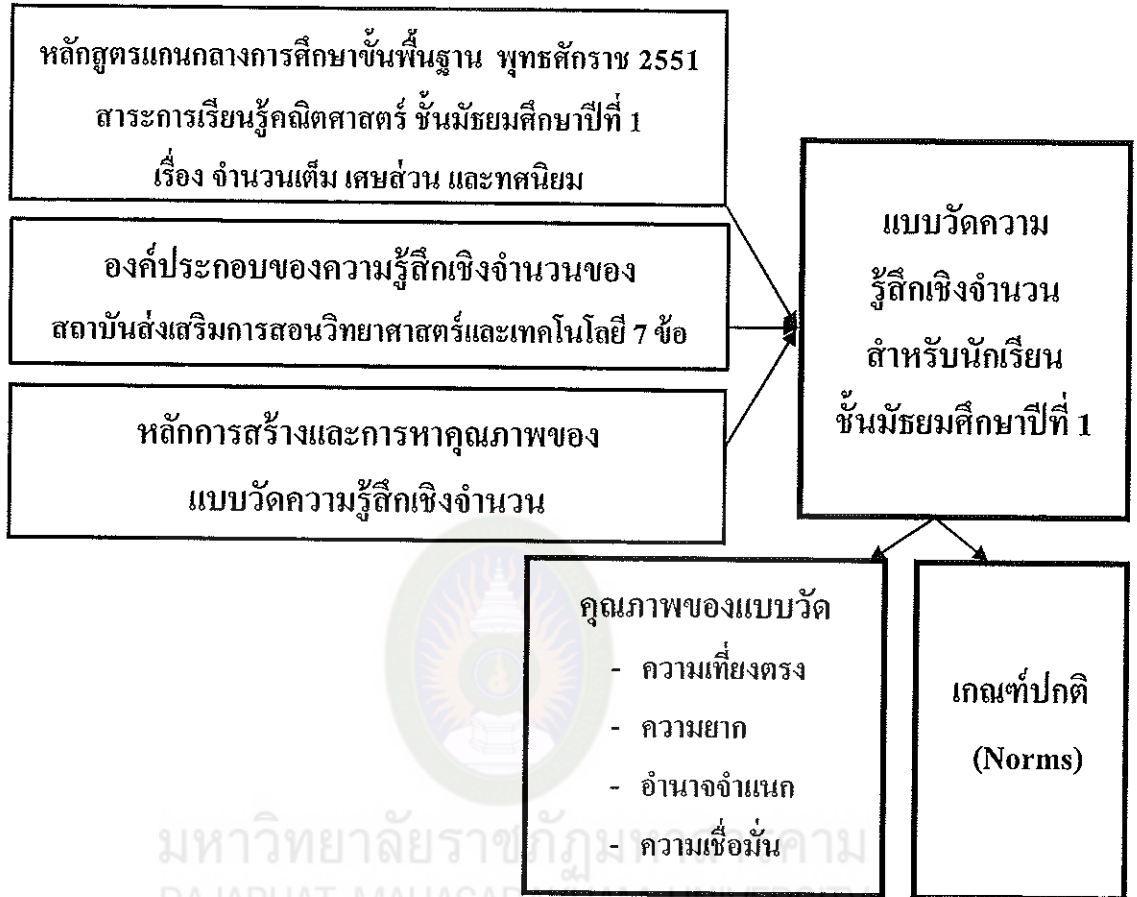 หลักสูตรแกนกลางการศึกษาขั้นพื้นฐาน พุทธศักราช 2551
สาระการเรียนรู้คณิตศาสตร์ ชั้นมัธยมศึกษาปีที่ 1
เรื่อง จำนวนเต็ม เศษส่วน และทศนิยม
องค์ประกอบของความรู้สึกเชิงจำนวนของ
สถาบันส่งเสริมการสอนวิทยาศาสตร์และเทคโนโลยี 7 ข้อ
หลักการสร้างและการหาคุณภาพของ
แบบวัดความรู้สึกเชิงจำนวน
แบบวัดความ
รู้สึกเชิงจำนวน
สำหรับนักเรียน
ชั้นมัธยมศึกษาปีที่ 1
คุณภาพของแบบวัด
- ความเที่ยงตรง
- ความยาก
- อำนาจจำแนก
- ความเชื่อมั่น
เกณฑ์ปกติ
(Norms)
มหาวิทยาลัยราชภัฏมหาสารคาม